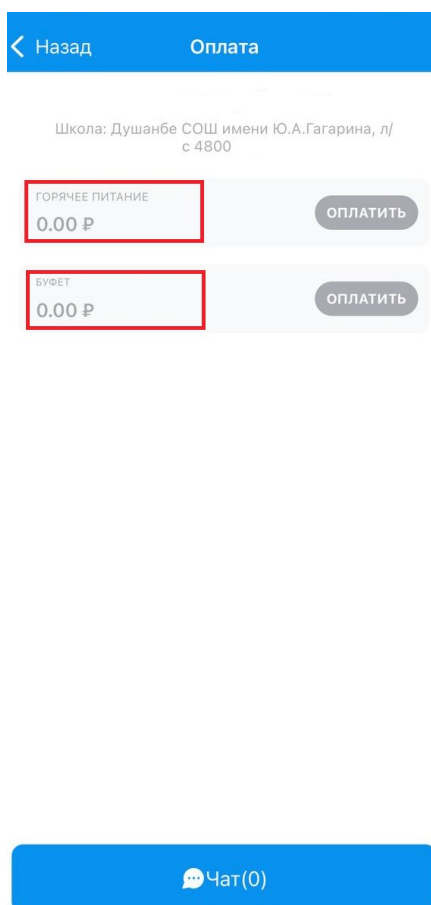 Назад
Оплата
Школа: Душанбе СОШ имени Ю.А.Гагарина, л/
с 4800
ГОРЯЧЕЕ ПИТАНИЕ
0.00 ₽
ОПЛАТИТЬ
БУФЕТ
0.00 ₽
ОПЛАТИТЬ
Чат(0)